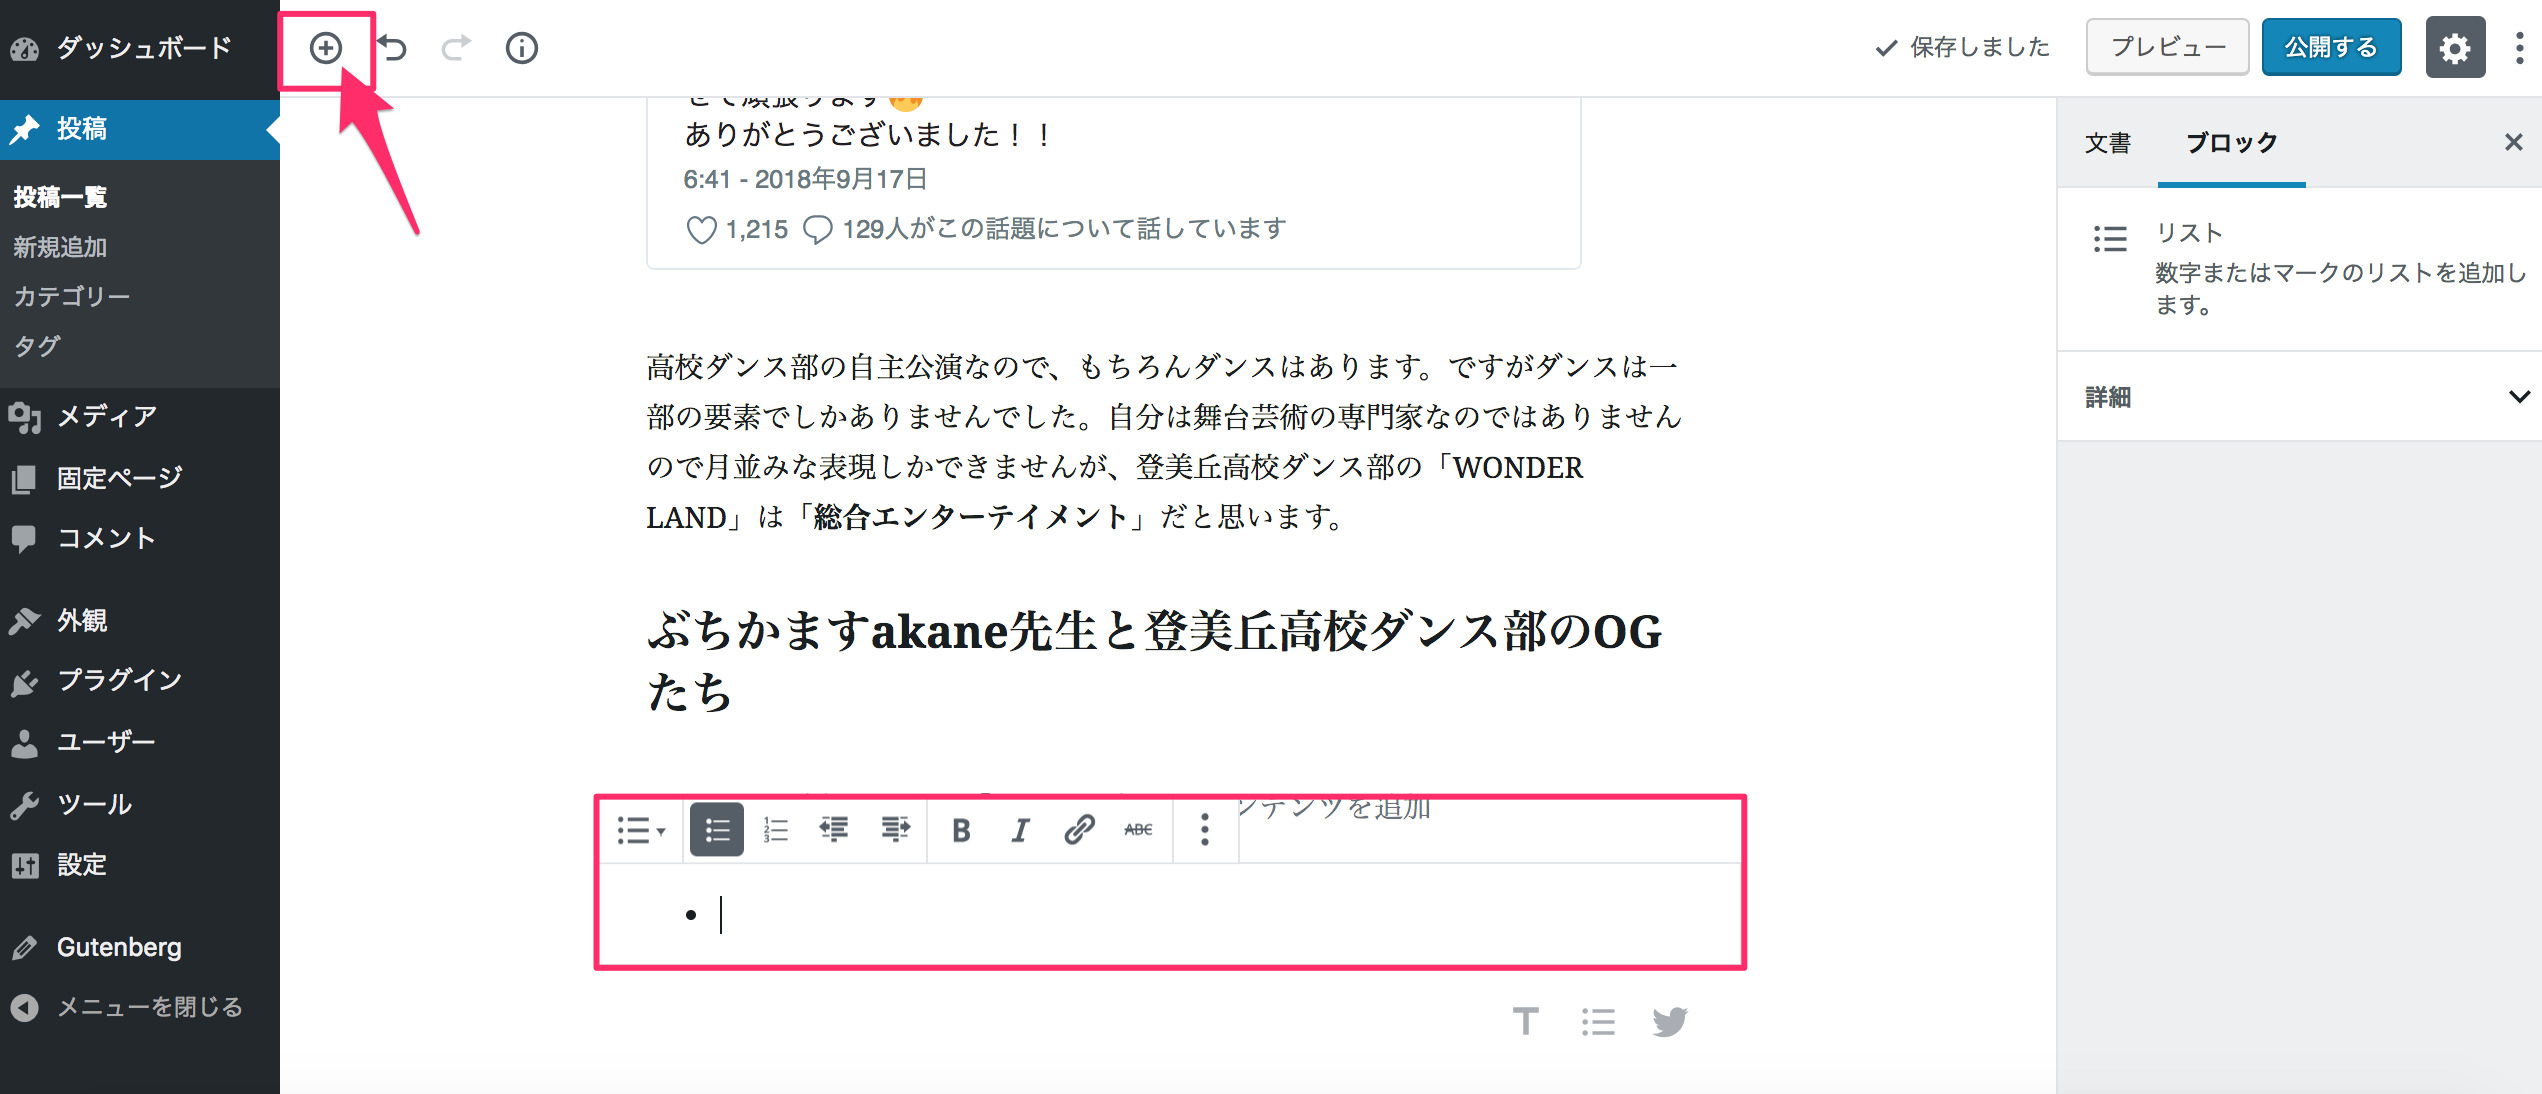 ダッシュボード
投稿
投稿一覧
新規追加
カテゴリー
タグ
メディア
固定ページ
コメント
外観
プラグイン
ユーザー
ツール
設定
Gutenberg
メニューを閉じる
保存しました
プレビュー
公開する
頑張ります
ありがとうございました！！
6:41 - 2018年9月17日
1,215 129人がこの話題について話しています
高校ダンス部の自主公演なので、もちろんダンスはあります。ですがダンスは一
部の要素でしかありませんでした。自分は舞台芸術の専門家なのではありません
ので月並みな表現しかできませんが、登美丘高校ダンス部の「WONDER
LAND」は「総合エンターテイメント」だと思います。
ぶちかますakane先生と登美丘高校ダンス部のOG
たち
ンテンツを追加
B I ABC
T
文書
ブロック
リスト
数字またはマークのリストを追加し
ます。
詳細